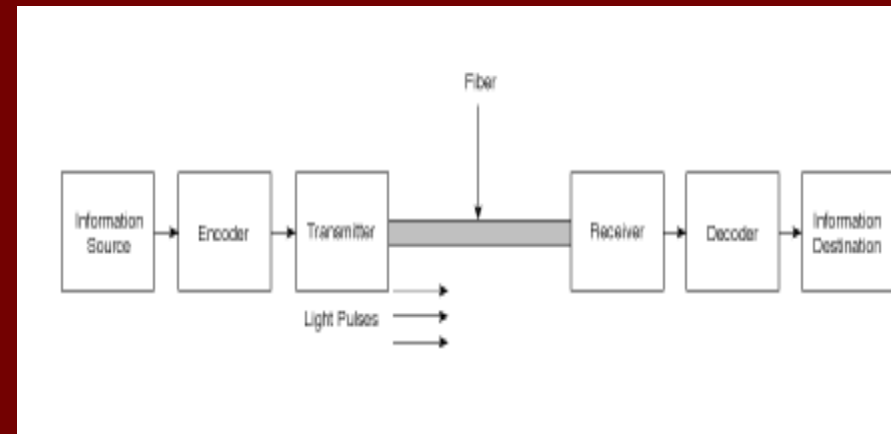 Fiber
Information
Source
Encoder
Transmitter
Receiver
Decoder
Information
Destination
Light Pulses